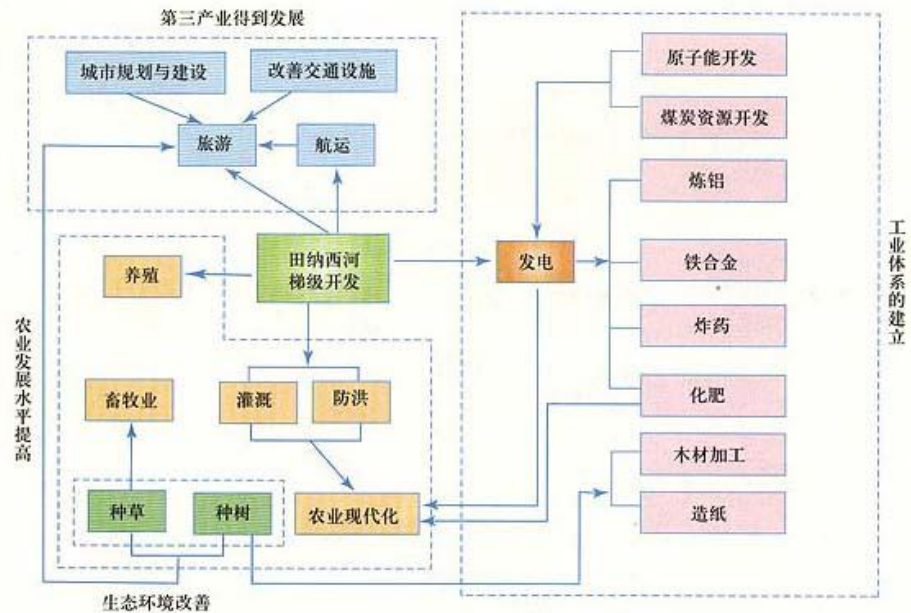 第三产业得到发展
城市规划与建设
改善交通设施
旅游
航运
原子能开发
煤炭资源开发
炼铝
养殖
田纳西河
梯级开发
发电
铁合金
炸药
工业体系的建立
农业发展水平提高
畜牧业
灌溉
防洪
化肥
木材加工
种草
种树
农业现代化
造纸
生态环境改善